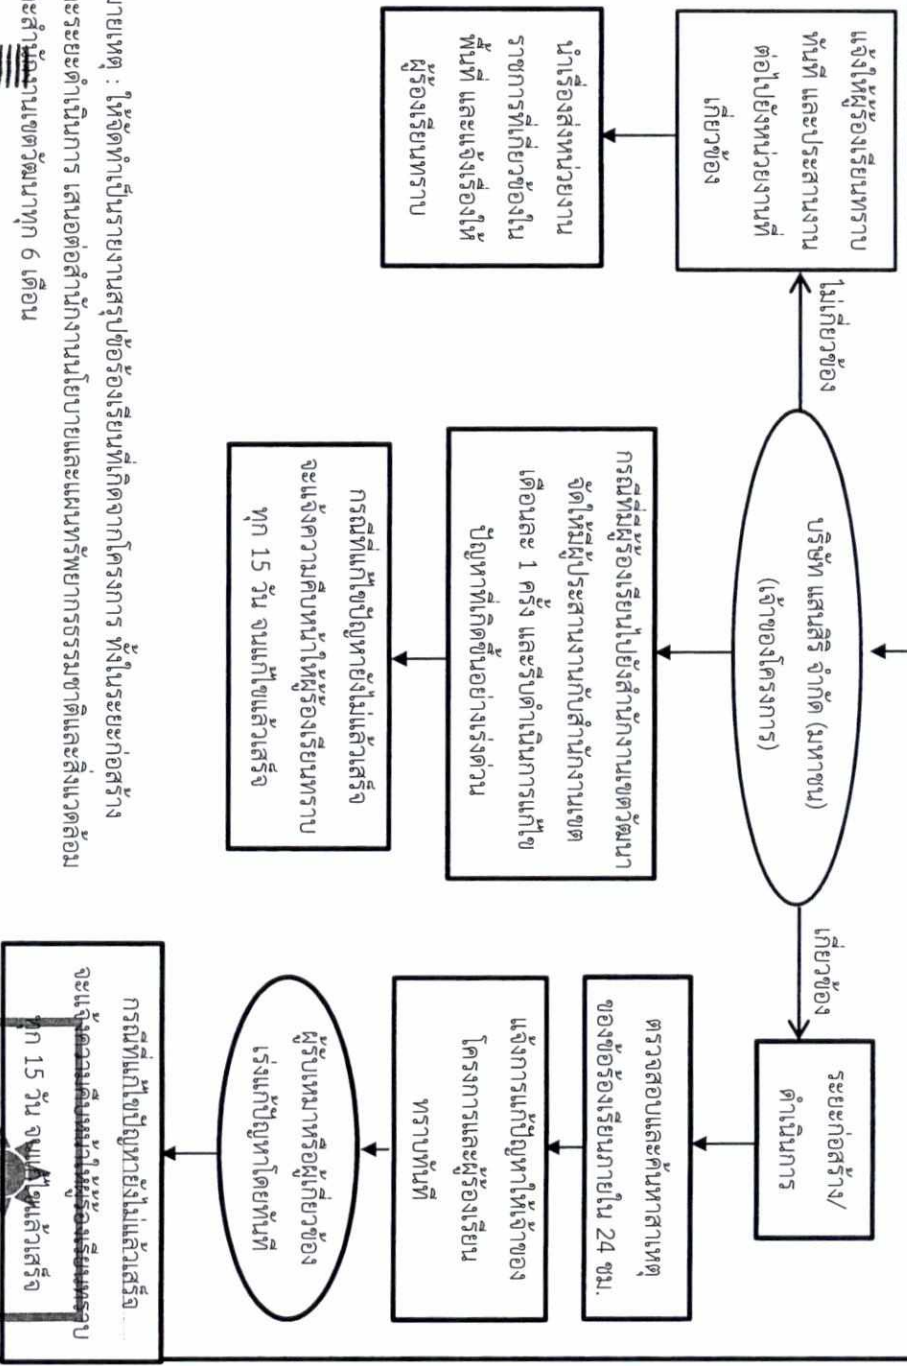 บริษัท แสนสิริ จำกัด (มหาชน)
(เจ้าของโครงการ)
ไม่เกี่ยวข้อง
เกี่ยวข้อง
แจ้งให้ผู้ร้องเรียนทราบ
ทันที และประสานงาน
ต่อไปยังหน่วยงานที่
เกี่ยวข้อง
นำเรื่องส่งหน่วยงาน
ราชการที่เกี่ยวข้องใน
พื้นที่ และแจ้งเรื่องให้
ผู้ร้องเรียนทราบ
กรณีที่มีผู้ร้องเรียนไปยังสำนักงานเขตวัฒนา
จัดให้มีผู้ประสานงานกับสำนักงานเขต
เดือนละ 1 ครั้ง และรีบดำเนินการแก้ไข
ปัญหาที่เกิดขึ้นอย่างเร่งด่วน
กรณีที่แก้ไขปัญหายังไม่แล้วเสร็จ
จะแจ้งความคืบหน้าให้ผู้ร้องเรียนทราบ
ทุก 15 วัน จนแก้ไขแล้วเสร็จ
ระยะก่อสร้าง/
ดำเนินการ
ตรวจสอบและค้นหาสาเหตุ
ของข้อร้องเรียนภายใน 24 ชม.
แจ้งการแก้ปัญหาให้เจ้าของ
โครงการและผู้ร้องเรียน
ทราบทันที
ผู้รับเหมาหรือผู้เกี่ยวข้อง
เร่งแก้ปัญหาโดยทันที
กรณีที่แก้ไขปัญหายังไม่แล้วเสร็จ
จะแจ้งความคืบหน้าให้ผู้ร้องเรียนทราบ
ทุก 15 วัน จนแก้ไขแล้วเสร็จ
มายเหตุ : ให้จัดทำเป็นรายงานสรุปข้อร้องเรียนที่เกิดจากโครงการ ทั้งในระยะก่อสร้าง
ะระยะดำเนินการ เสนอต่อสำนักงานนโยบายและแผนทรัพยากรธรรมชาติและสิ่งแวดล้อม
ะสำนักงานเขตวัฒนาทุก 6 เดือน